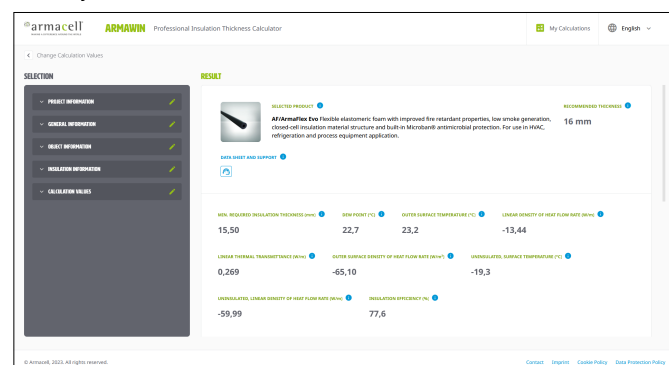 armacell
ARMAWIN Professional Insulation Thickness Calculator
My Calculations
English
Change Calculation Values
SELECTION
PROJECT INFORMATION
GENERAL INFORMATION
OBJECT INFORMATION
INSULATION INFORMATION
CALCULATION VALUES
RESULT
SELECTED PRODUCT
AF/ArmaFlex Evo Flexible elastomeric foam with improved fire retardant properties, low smoke generation,
closed-cell insulation material structure and built-in Microban® antimicrobial protection. For use in HVAC,
refrigeration and process equipment application.
RECOMMENDED THICKNESS
16 mm
DATA SHEET AND SUPPORT
MIN. REQUIRED INSULATION THICKNESS (mm)
15,50
DEW POINT (°C)
22,7
OUTER SURFACE TEMPERATURE (°C)
23,2
LINEAR DENSITY OF HEAT FLOW RATE (W/m)
-13,44
LINEAR THERMAL TRANSMITTANCE (W/m)
0,269
OUTER SURFACE DENSITY OF HEAT FLOW RATE (W/m²)
-65,10
UNINSULATED, SURFACE TEMPERATURE (°C)
-19,3
UNINSULATED, LINEAR DENSITY OF HEAT FLOW RATE (W/m)
-59,99
INSULATION EFFICIENCY (%)
77,6
© Armacell, 2023. All rights reserved.
Contact Imprint Cookie Policy Data Protection Policy